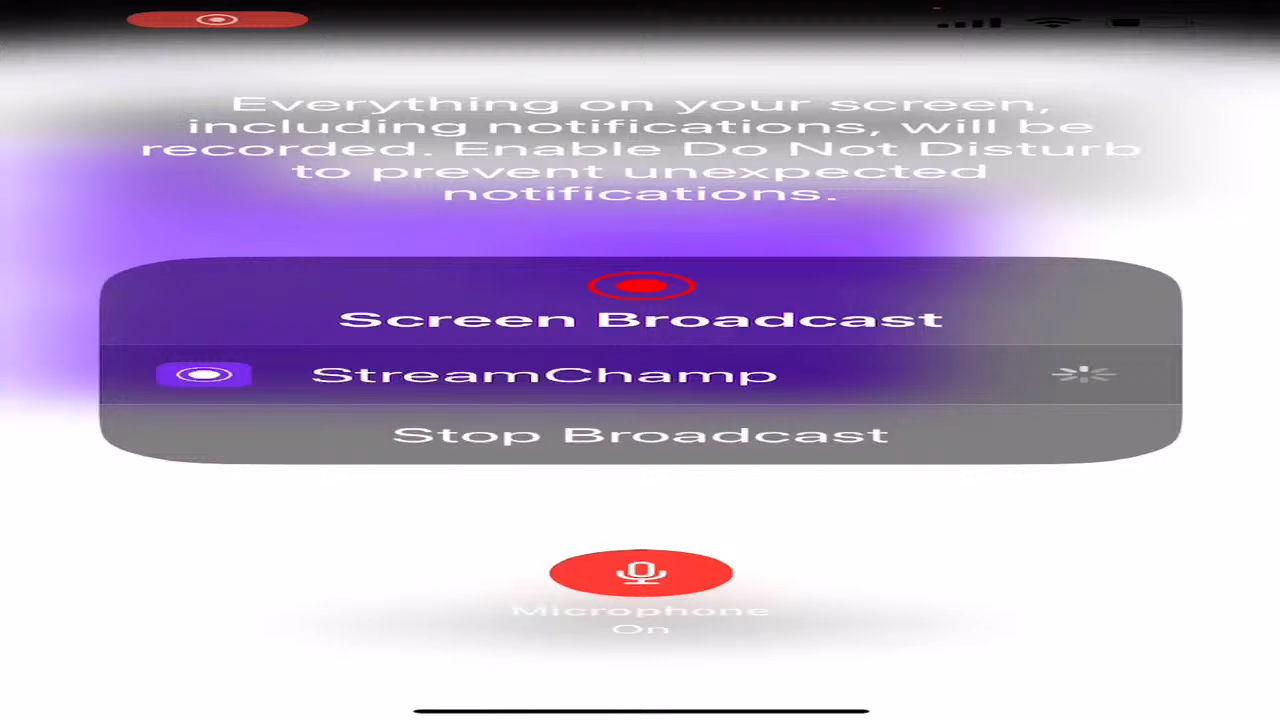 Everything on your screen,
including notifications, will be
recorded. Enable Do Not Disturb
to prevent unexpected
notifications.
Screen Broadcast
StreamChamp
Stop Broadcast
Microphone
On